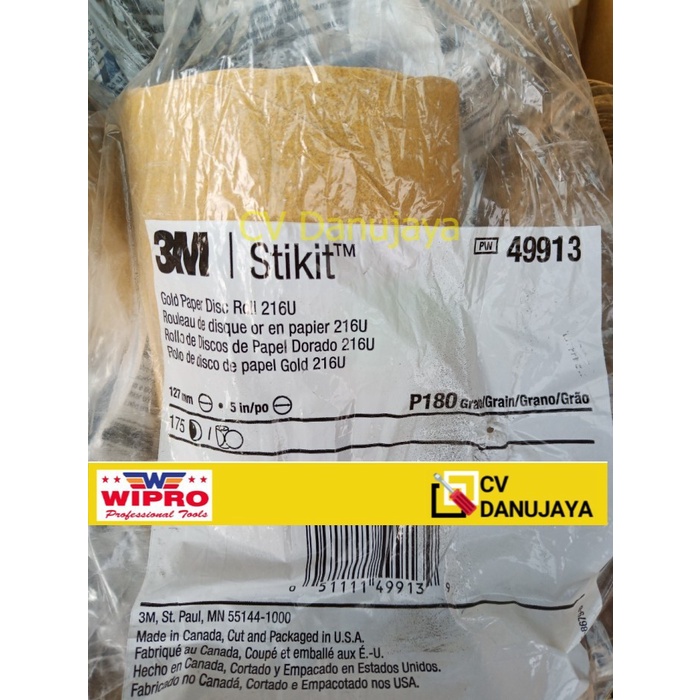 CV Danujaya
3M | Stikit™
PW 49913
Gold Paper Disc Roll 216U
Rouleau de disque or en papier 216U
Rollo de Discos de Papel Dorado 216U
Rolo de disco de papel Gold 216U
127 mm • 5 in/po
P180 Grao/Grain/Grano/Grão
175 /
W
WIPRO
Professional Tools
CV
DANUJAYA
0 51111 49913 9
3M, St. Paul, MN 55144-1000
Made in Canada, Cut and Packaged in U.S.A.
Fabriqué au Canada, Coupé et emballé aux É.-U.
Hecho en Canadá, Cortado y Empacado en Estados Unidos.
Fabricado no Canadá, Cortado e Empacotado nos USA.